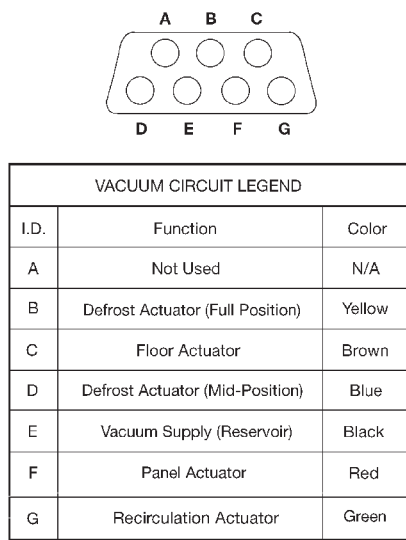 A B C
D E F G
VACUUM CIRCUIT LEGEND
I.D. Function Color
A Not Used N/A
B Defrost Actuator (Full Position) Yellow
C Floor Actuator Brown
D Defrost Actuator (Mid-Position) Blue
E Vacuum Supply (Reservoir) Black
F Panel Actuator Red
G Recirculation Actuator Green